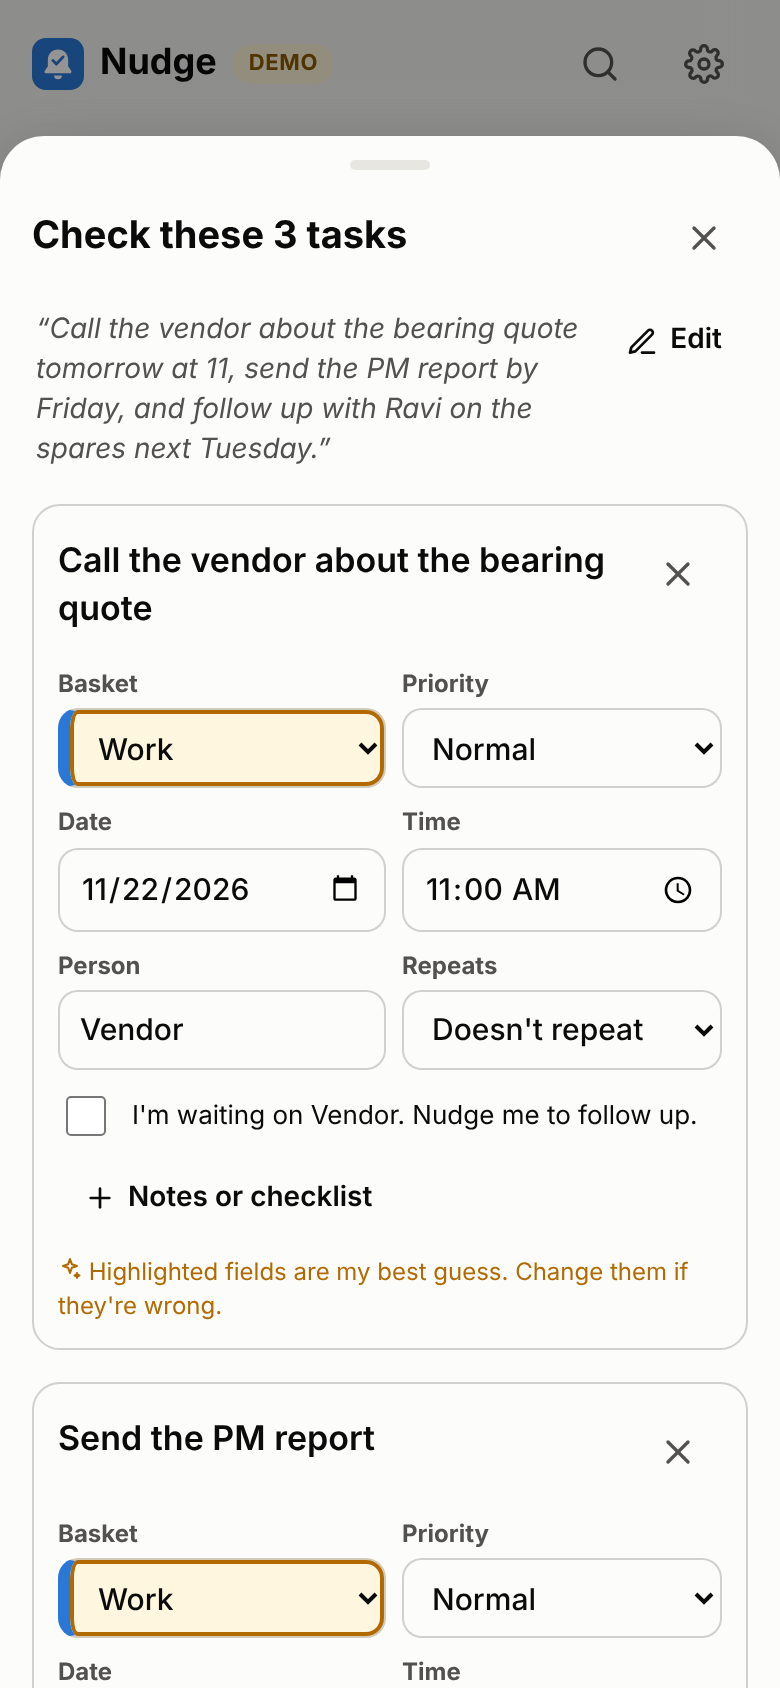 Nudge DEMO
Check these 3 tasks
“Call the vendor about the bearing quote
tomorrow at 11, send the PM report by
Friday, and follow up with Ravi on the
spares next Tuesday.”
Edit
Call the vendor about the bearing
quote
Basket Priority
Work Normal
Date Time
11/22/2026 11:00 AM
Person Repeats
Vendor Doesn't repeat
I'm waiting on Vendor. Nudge me to follow up.
+ Notes or checklist
Highlighted fields are my best guess. Change them if
they're wrong.
Send the PM report
Basket Priority
Work Normal
Date Time